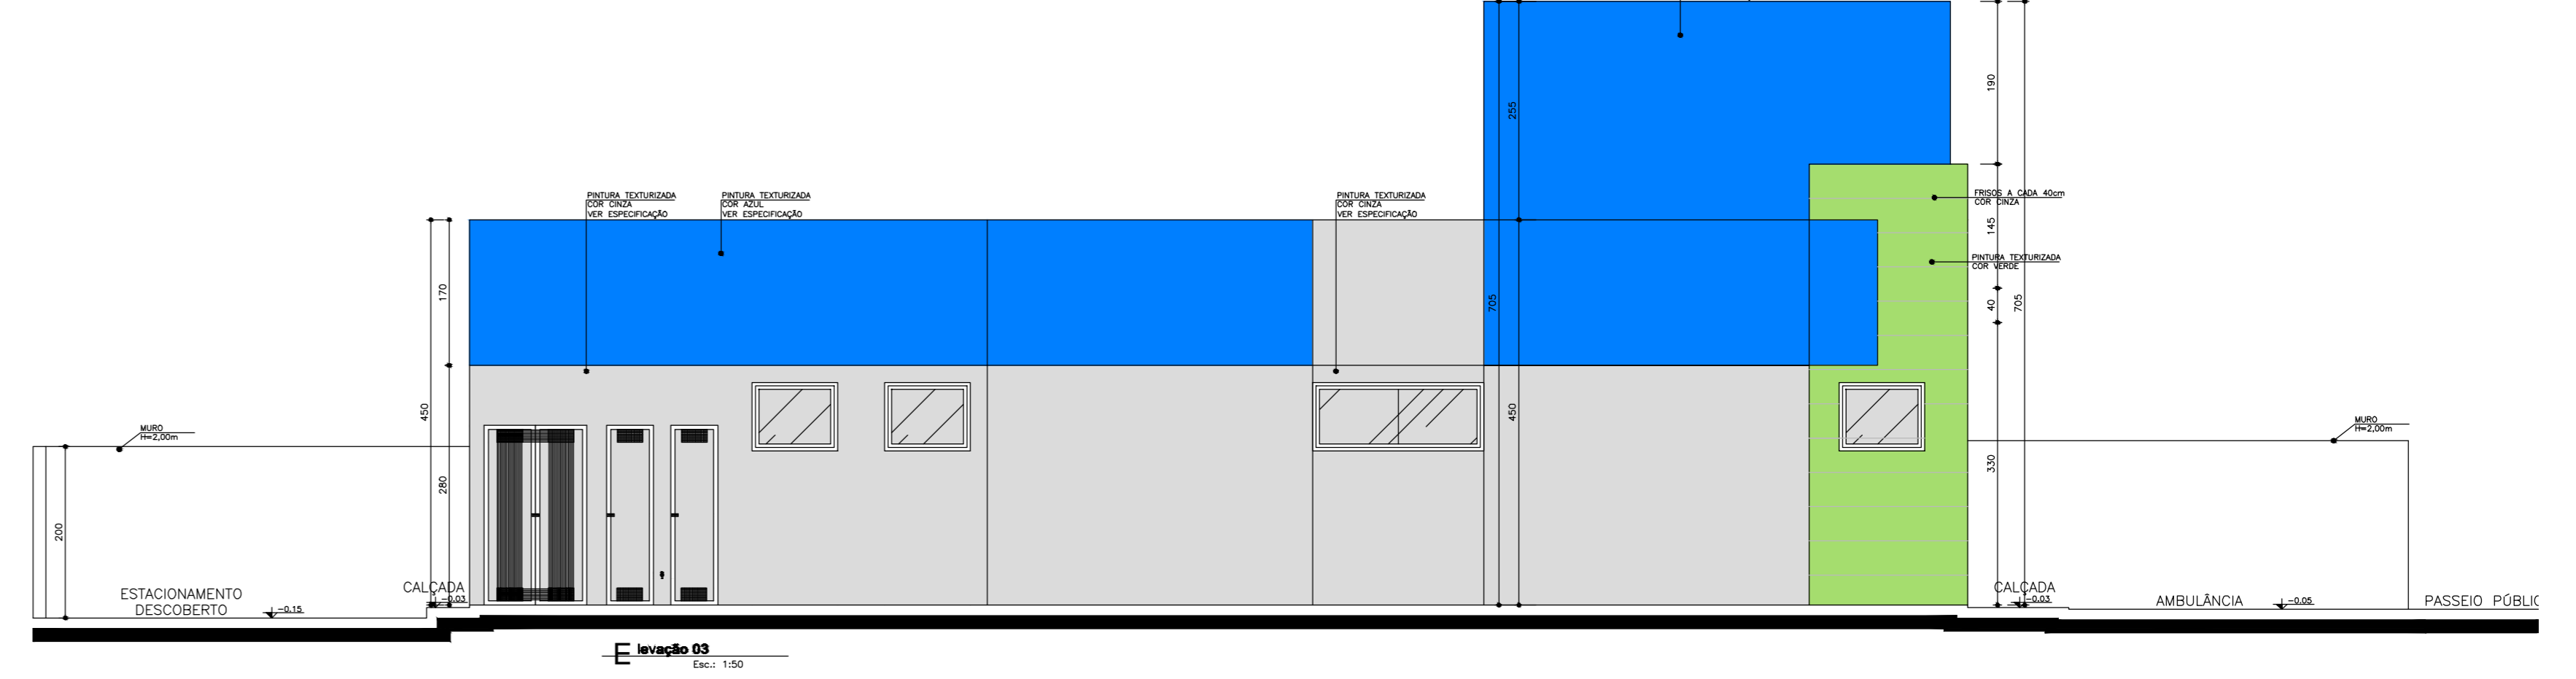 190
255
PINTURA TEXTURIZADA
COR CINZA
VER ESPECIFICAÇÃO
PINTURA TEXTURIZADA
COR AZUL
VER ESPECIFICAÇÃO
PINTURA TEXTURIZADA
COR CINZA
VER ESPECIFICAÇÃO
FRISOS A CADA 40cm
COR CINZA
145
PINTURA TEXTURIZADA
COR VERDE
170
705
40
705
450
450
MURO
H=2,00m
MURO
H=2,00m
280
330
200
ESTACIONAMENTO
DESCOBERTO
-0.15
CALÇADA
-0.03
CALÇADA
-0.03
AMBULÂNCIA
-0.05
PASSEIO PÚBLIC
Elevação 03
Esc.: 1:50